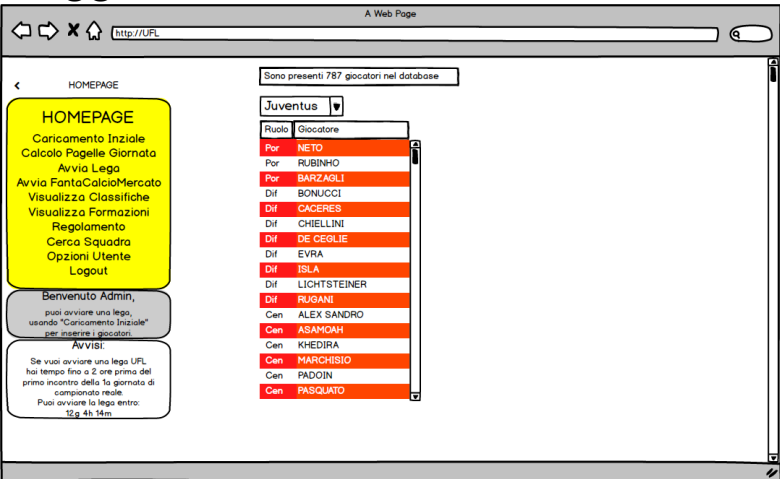 A Web Page
http://UFL
HOMEPAGE
HOMEPAGE
Caricamento Inziale
Calcolo Pagelle Giornata
Avvia Lega
Avvia FantaCalcioMercato
Visualizza Classifiche
Visualizza Formazioni
Regolamento
Cerca Squadra
Opzioni Utente
Logout
Benvenuto Admin,
puoi avviare una lega,
usando "Caricamento Iniziale"
per inserire i giocatori.
Avvisi:
Se vuoi avviare una lega UFL
hai tempo fino a 2 ore prima del
primo incontro della 1a giornata di
campionato reale.
Puoi avviare la lega entro:
12g 4h 14m
Sono presenti 787 giocatori nel database
Juventus
Ruolo Giocatore
Por NETO
Por RUBINHO
Por BARZAGLI
Dif BONUCCI
Dif CACERES
Dif CHIELLINI
Dif DE CEGLIE
Dif EVRA
Dif ISLA
Dif LICHTSTEINER
Dif RUGANI
Cen ALEX SANDRO
Cen ASAMOAH
Cen KHEDIRA
Cen MARCHISIO
Cen PADOIN
Cen PASQUATO